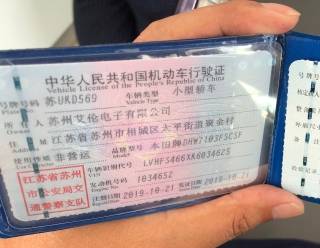 中华人民共和国机动车行驶证
Vehicle License of the People's Republic of China
号牌号码 苏UKD569 车辆类型 小型轿车
Vehicle Type
所有人 苏州艾伦电子有限公司
住址 江苏省苏州市相城区太平街道聚金村
使用性质 非营运 品牌型号 本田牌DHW7103FSCSF
江苏省苏州市公安局交通警察支队
车辆识别代号 LVHFS466XK6034625
VIN
发动机号码 1034652
Engine No.
注册日期 2019-10-21 发证日期 2019-10-21